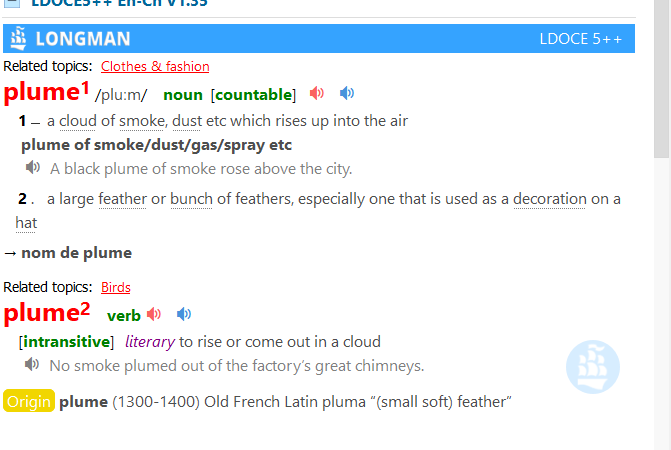 LDOCE5++ En-Cn V1.35
LONGMAN LDOCE 5++
Related topics: Clothes & fashion
plume1 /pluːm/ noun [countable]
1 – a cloud of smoke, dust etc which rises up into the air
plume of smoke/dust/gas/spray etc
A black plume of smoke rose above the city.
2 . a large feather or bunch of feathers, especially one that is used as a decoration on a
hat
→ nom de plume
Related topics: Birds
plume2 verb
[intransitive] literary to rise or come out in a cloud
No smoke plumed out of the factory’s great chimneys.
Origin plume (1300-1400) Old French Latin pluma “(small soft) feather”